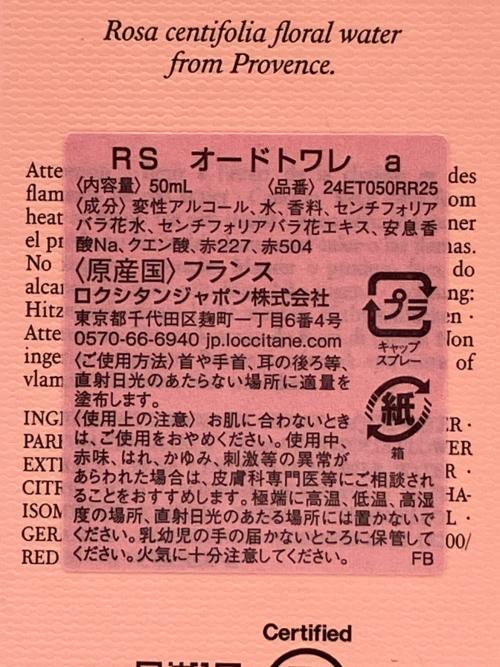 Rosa centifolia floral water
from Provence.
RS オードトワレ a
〈内容量〉50mL 〈品番〉24ET050RR25
〈成分〉変性アルコール、水、香料、センチフォリア
バラ花水、センチフォリアバラ花エキス、安息香
酸Na、クエン酸、赤227、赤504
〈原産国〉フランス
ロクシタンジャポン株式会社
東京都千代田区麹町一丁目6番4号
0570-66-6940 jp.loccitane.com
〈ご使用方法〉首や手首、耳の後ろ等、
直射日光のあたらない場所に適量を
塗布します。
〈使用上の注意〉お肌に合わないとき
は、ご使用をおやめください。使用中、
赤味、はれ、かゆみ、刺激等の異常が
あらわれた場合は、皮膚科専門医等にご相談され
ることをおすすめします。極端に高温、低温、高湿
度の場所、直射日光のあたる場所には置かないで
ください。乳幼児の手の届かないところに保管して
ください。火気に十分注意してください。 FB
プラ
キャップ
スプレー
紙
箱
Certified